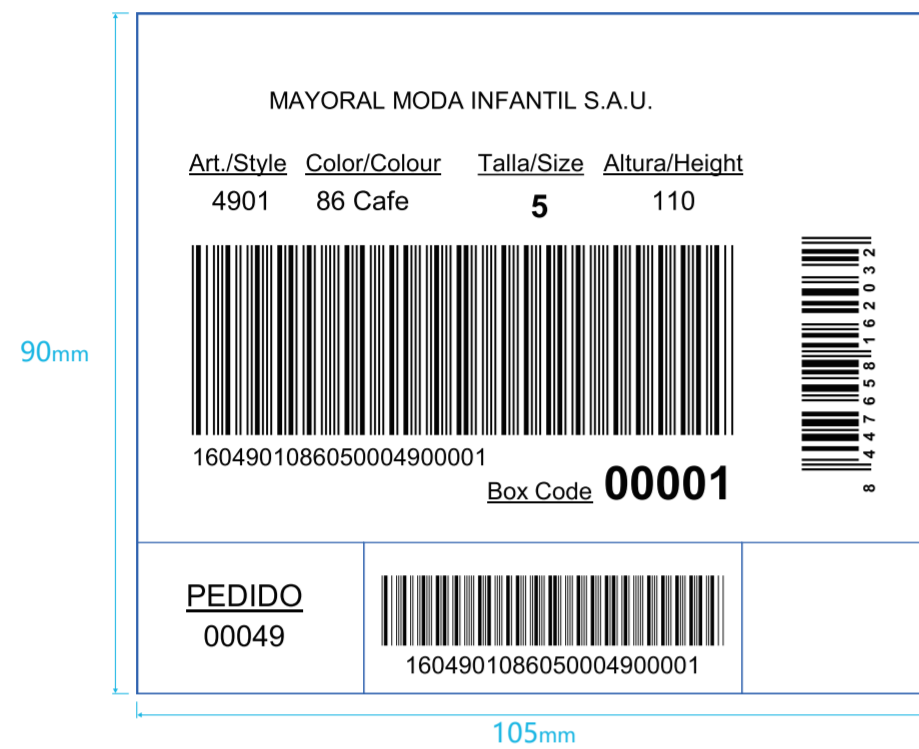 MAYORAL MODA INFANTIL S.A.U.
Art./Style Color/Colour Talla/Size Altura/Height
4901 86 Cafe 5 110
1604901086050004900001
Box Code 00001
8 447658 162032
90mm
PEDIDO
00049
1604901086050004900001
105mm